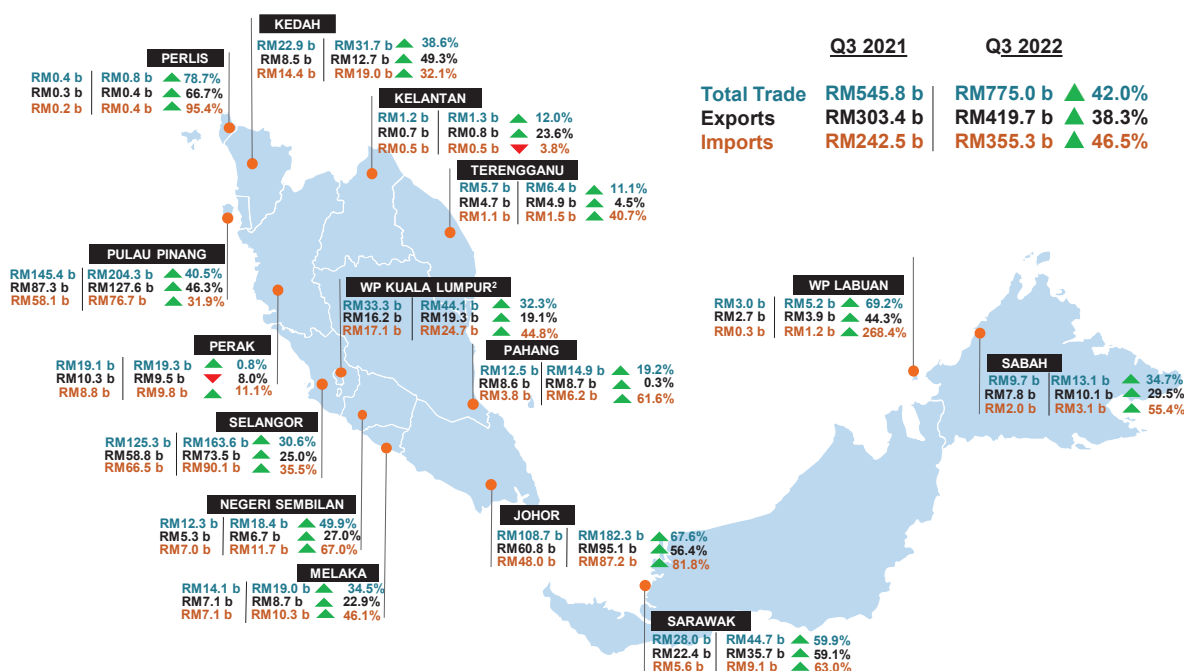 Q3 2021 Q3 2022
Total Trade RM545.8 b RM775.0 b 42.0%
Exports RM303.4 b RM419.7 b 38.3%
Imports RM242.5 b RM355.3 b 46.5%
KEDAH
RM22.9 b RM31.7 b 38.6%
RM8.5 b RM12.7 b 49.3%
RM14.4 b RM19.0 b 32.1%
PERLIS
RM0.4 b RM0.8 b 78.7%
RM0.3 b RM0.4 b 66.7%
RM0.2 b RM0.4 b 95.4%
KELANTAN
RM1.2 b RM1.3 b 12.0%
RM0.7 b RM0.8 b 23.6%
RM0.5 b RM0.5 b 3.8%
TERENGGANU
RM5.7 b RM6.4 b 11.1%
RM4.7 b RM4.9 b 4.5%
RM1.1 b RM1.5 b 40.7%
PULAU PINANG
RM145.4 b RM204.3 b 40.5%
RM87.3 b RM127.6 b 46.3%
RM58.1 b RM76.7 b 31.9%
WP KUALA LUMPUR²
RM33.3 b RM44.1 b 32.3%
RM16.2 b RM19.3 b 19.1%
RM17.1 b RM24.7 b 44.8%
WP LABUAN
RM3.0 b RM5.2 b 69.2%
RM2.7 b RM3.9 b 44.3%
RM0.3 b RM1.2 b 268.4%
PERAK
RM19.1 b RM19.3 b 0.8%
RM10.3 b RM9.5 b 8.0%
RM8.8 b RM9.8 b 11.1%
PAHANG
RM12.5 b RM14.9 b 19.2%
RM8.6 b RM8.7 b 0.3%
RM3.8 b RM6.2 b 61.6%
SABAH
RM9.7 b RM13.1 b 34.7%
RM7.8 b RM10.1 b 29.5%
RM2.0 b RM3.1 b 55.4%
SELANGOR
RM125.3 b RM163.6 b 30.6%
RM58.8 b RM73.5 b 25.0%
RM66.5 b RM90.1 b 35.5%
NEGERI SEMBILAN
RM12.3 b RM18.4 b 49.9%
RM5.3 b RM6.7 b 27.0%
RM7.0 b RM11.7 b 67.0%
JOHOR
RM108.7 b RM182.3 b 67.6%
RM60.8 b RM95.1 b 56.4%
RM48.0 b RM87.2 b 81.8%
MELAKA
RM14.1 b RM19.0 b 34.5%
RM7.1 b RM8.7 b 22.9%
RM7.1 b RM10.3 b 46.1%
SARAWAK
RM28.0 b RM44.7 b 59.9%
RM22.4 b RM35.7 b 59.1%
RM5.6 b RM9.1 b 63.0%